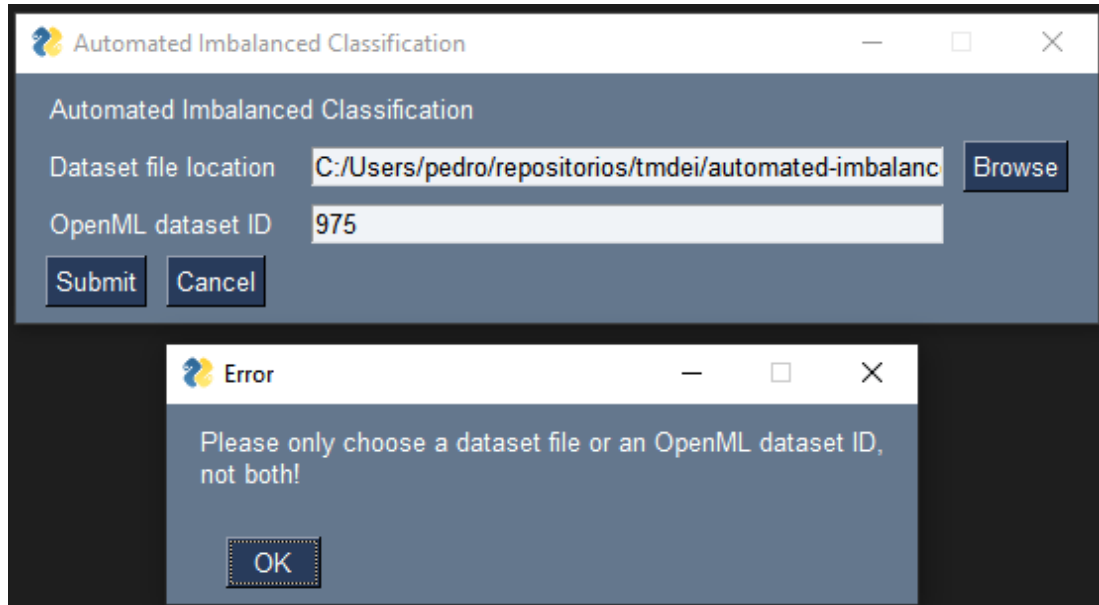 Automated Imbalanced Classification
Automated Imbalanced Classification
Dataset file location C:/Users/pedro/repositorios/tmdei/automated-imbalanc Browse
OpenML dataset ID 975
Submit Cancel
Error
Please only choose a dataset file or an OpenML dataset ID,
not both!
OK